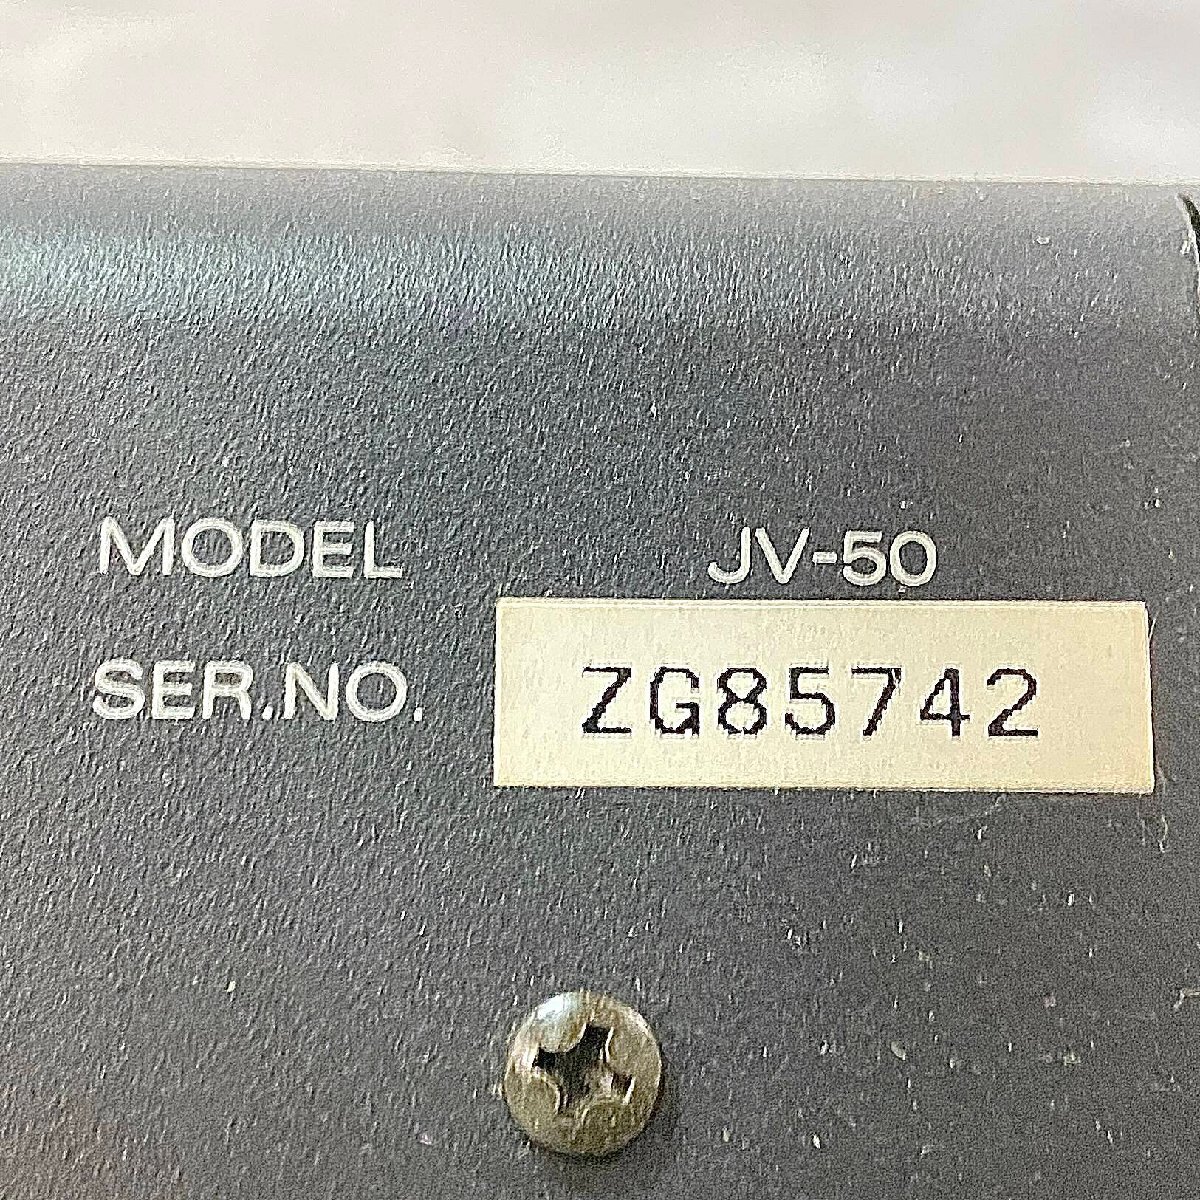 MODEL JV-50
SER.NO. ZG85742